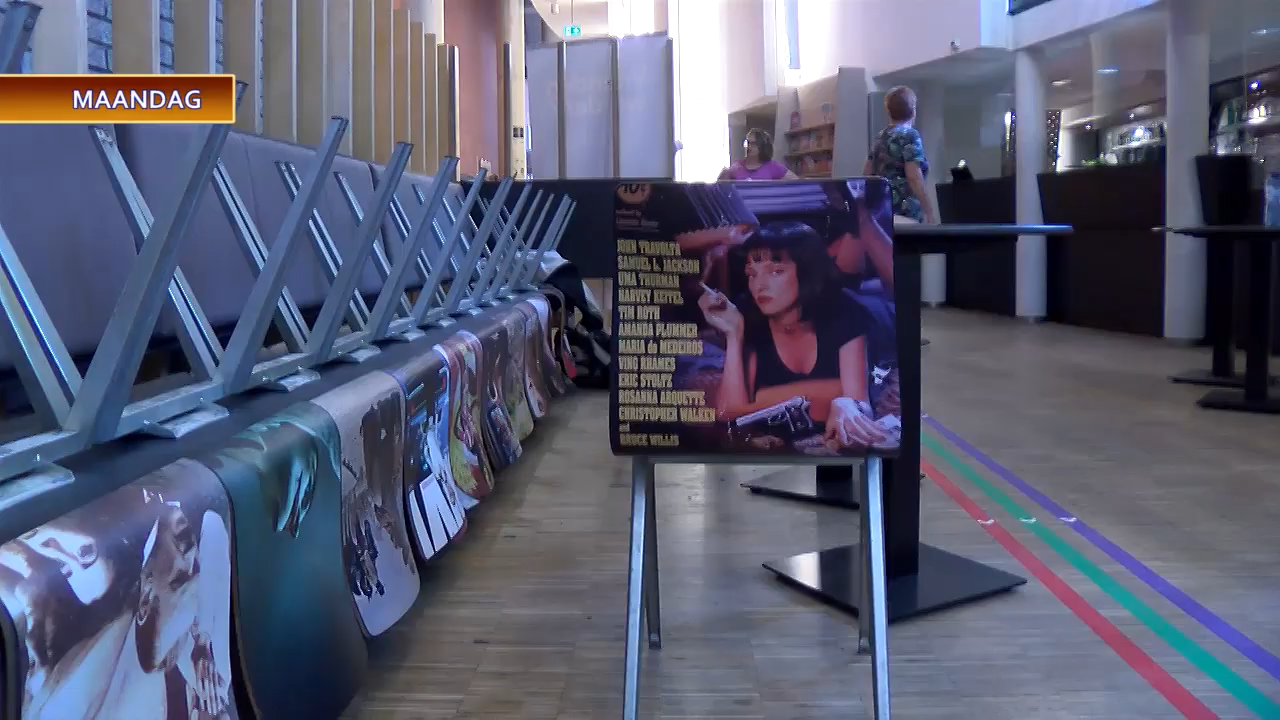 MAANDAG
10¢
JOHN TRAVOLTA
SAMUEL L. JACKSON
UMA THURMAN
HARVEY KEITEL
TIM ROTH
AMANDA PLUMMER
MARIA de MEDEIROS
VING RHAMES
ERIC STOLTZ
ROSANNA ARQUETTE
CHRISTOPHER WALKEN
and
BRUCE WILLIS